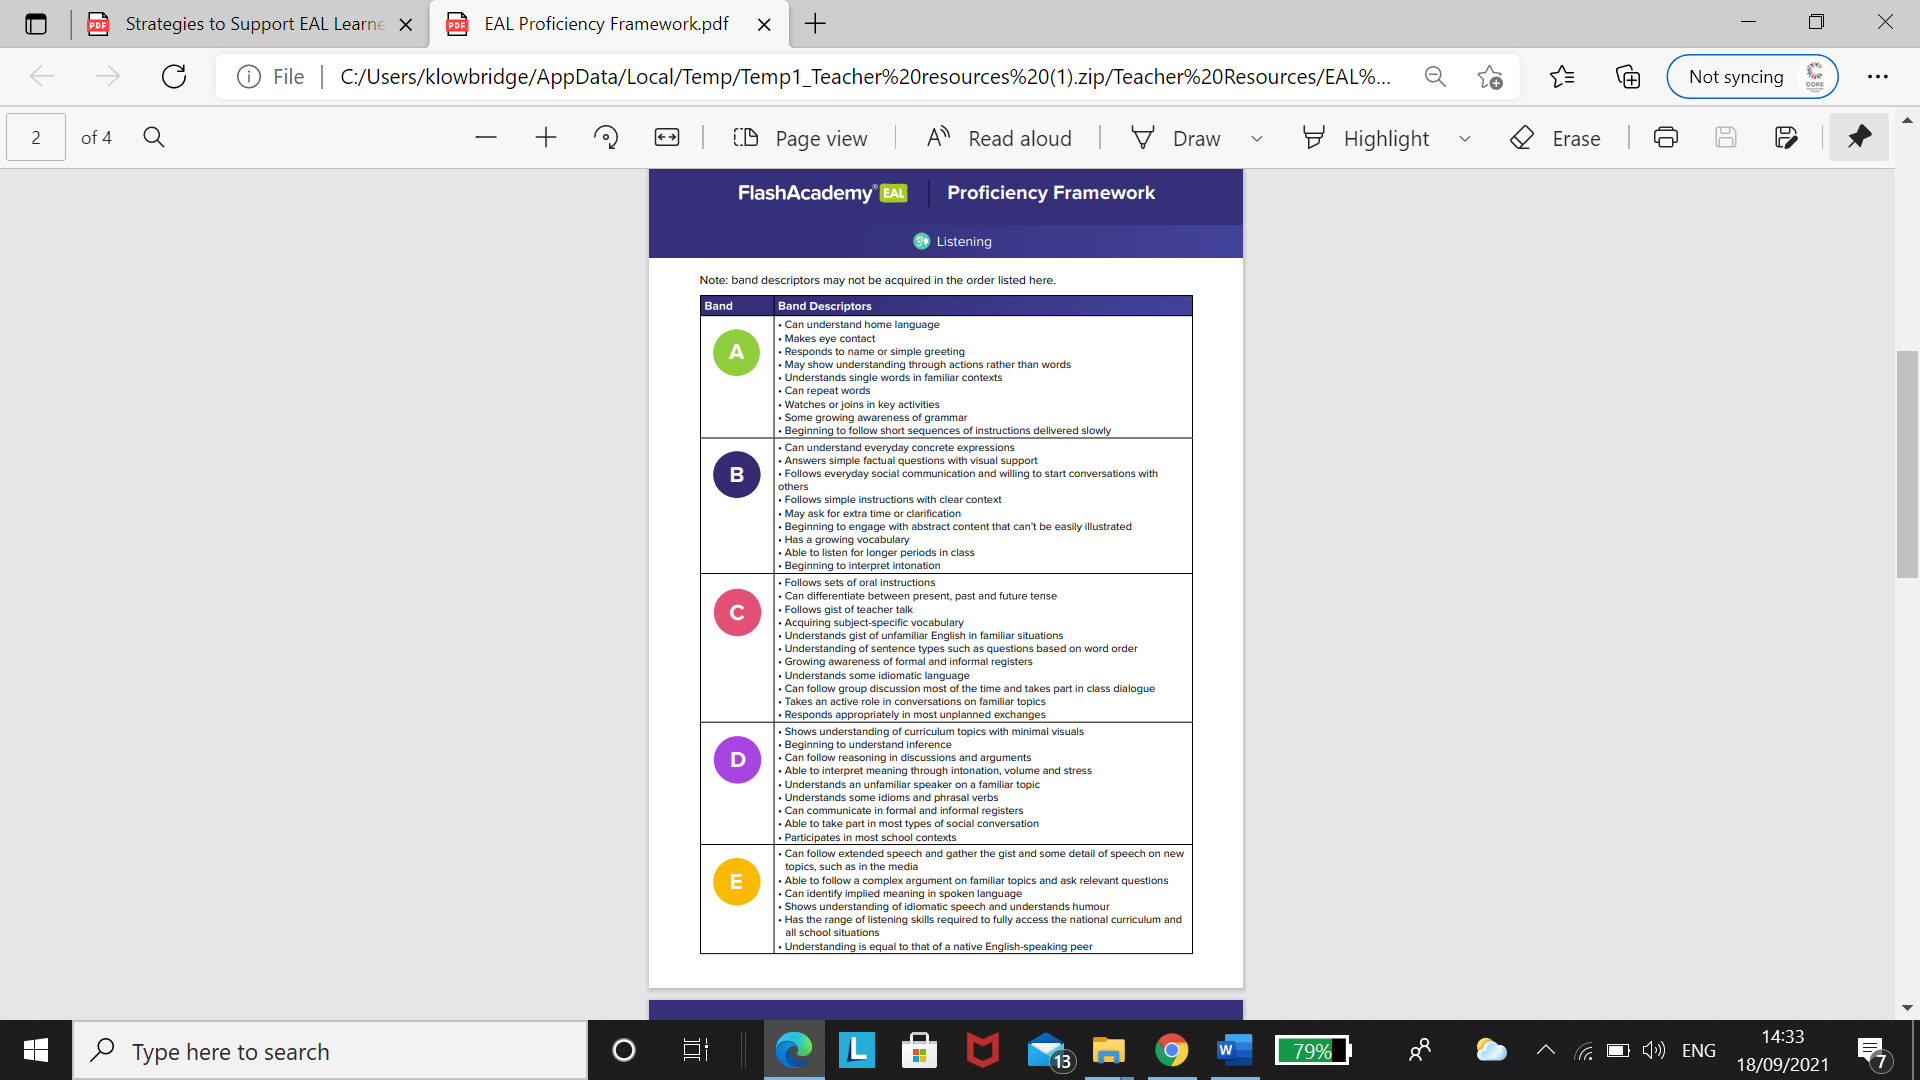 Strategies to Support EAL Learne
EAL Proficiency Framework.pdf
File
C:/Users/klowbridge/AppData/Local/Temp/Temp1_Teacher%20resources%20(1).zip/Teacher%20Resources/EAL%...
Not syncing
CORE
2
of 4
Page view
Read aloud
Draw
Highlight
Erase
FlashAcademy® EAL
Proficiency Framework
Listening
Note: band descriptors may not be acquired in the order listed here.
Band
Band Descriptors
A
• Can understand home language
• Makes eye contact
• Responds to name or simple greeting
• May show understanding through actions rather than words
• Understands single words in familiar contexts
• Can repeat words
• Watches or joins in key activities
• Some growing awareness of grammar
• Beginning to follow short sequences of instructions delivered slowly
B
• Can understand everyday concrete expressions
• Answers simple factual questions with visual support
• Follows everyday social communication and willing to start conversations with
others
• Follows simple instructions with clear context
• May ask for extra time or clarification
• Beginning to engage with abstract content that can't be easily illustrated
• Has a growing vocabulary
• Able to listen for longer periods in class
• Beginning to interpret intonation
C
• Follows sets of oral instructions
• Can differentiate between present, past and future tense
• Follows gist of teacher talk
• Acquiring subject-specific vocabulary
• Understands gist of unfamiliar English in familiar situations
• Understanding of sentence types such as questions based on word order
• Growing awareness of formal and informal registers
• Understands some idiomatic language
• Can follow group discussion most of the time and takes part in class dialogue
• Takes an active role in conversations on familiar topics
• Responds appropriately in most unplanned exchanges
D
• Shows understanding of curriculum topics with minimal visuals
• Beginning to understand inference
• Can follow reasoning in discussions and arguments
• Able to interpret meaning through intonation, volume and stress
• Understands an unfamiliar speaker on a familiar topic
• Understands some idioms and phrasal verbs
• Can communicate in formal and informal registers
• Able to take part in most types of social conversation
• Participates in most school contexts
E
• Can follow extended speech and gather the gist and some detail of speech on new
topics, such as in the media
• Able to follow a complex argument on familiar topics and ask relevant questions
• Can identify implied meaning in spoken language
• Shows understanding of idiomatic speech and understands humour
• Has the range of listening skills required to fully access the national curriculum and
all school situations
• Understanding is equal to that of a native English-speaking peer
Type here to search
L
13
W
79%
ENG
14:33
18/09/2021
7